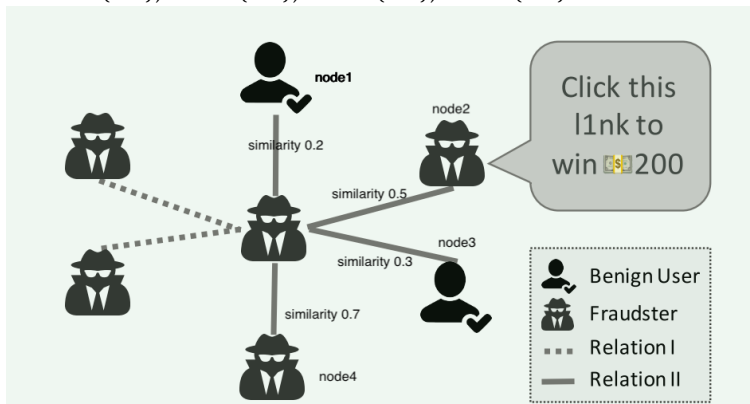 node1
node2
Click this
l1nk to
win 💵200
similarity 0.2
similarity 0.5
node3
similarity 0.3
similarity 0.7
node4
Benign User
Fraudster
Relation I
Relation II